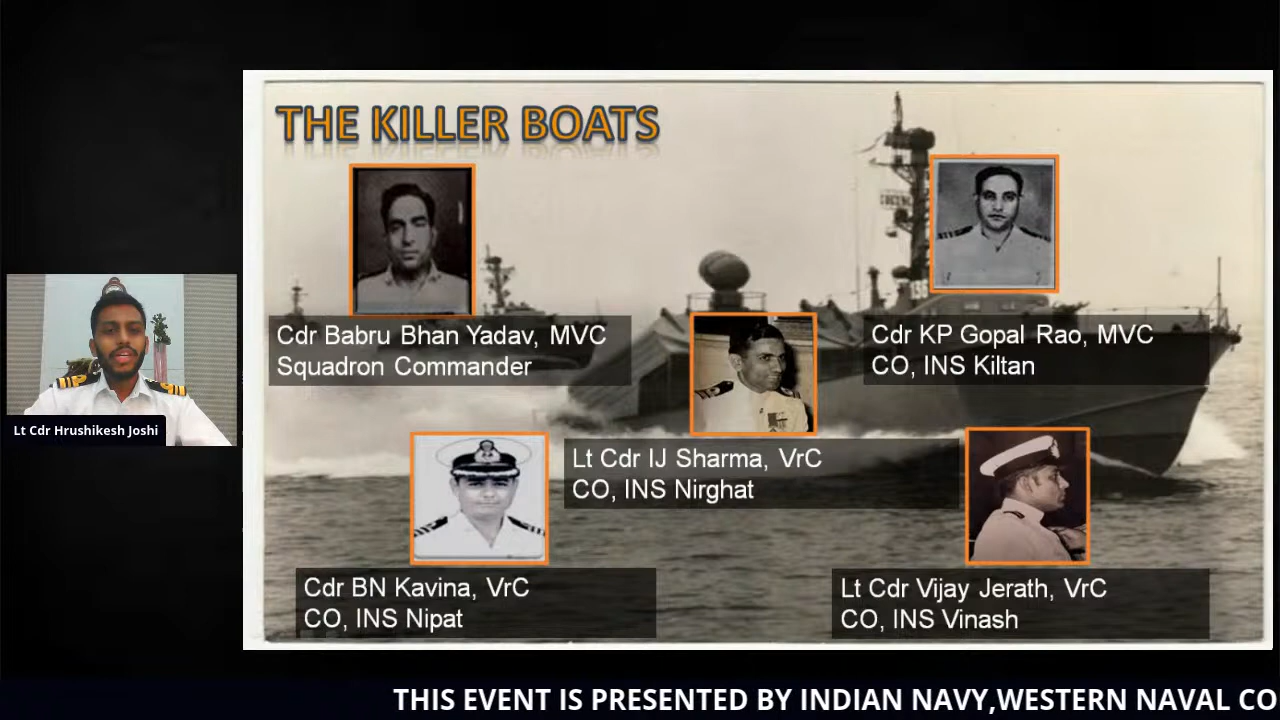 THE KILLER BOATS
Cdr Babru Bhan Yadav, MVC
Squadron Commander
Cdr KP Gopal Rao, MVC
CO, INS Kiltan
Lt Cdr IJ Sharma, VrC
CO, INS Nirghat
Cdr BN Kavina, VrC
CO, INS Nipat
Lt Cdr Vijay Jerath, VrC
CO, INS Vinash
Lt Cdr Hrushikesh Joshi
THIS EVENT IS PRESENTED BY INDIAN NAVY,WESTERN NAVAL CO